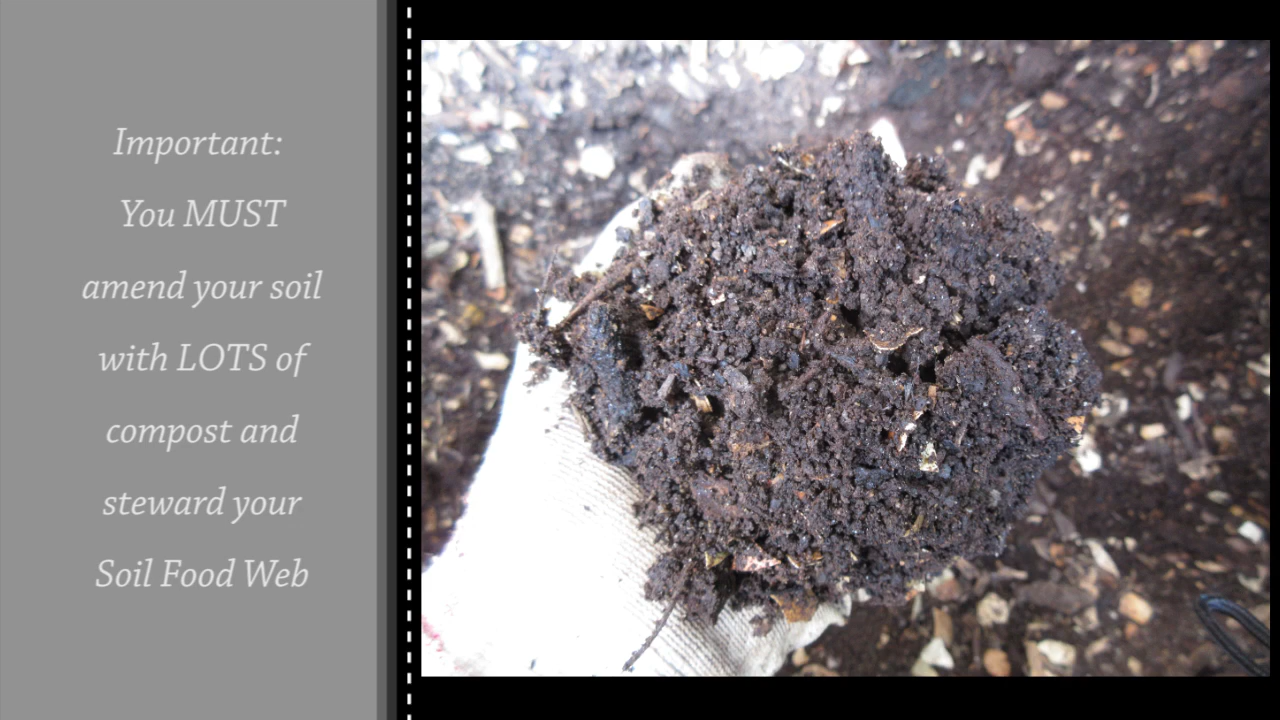 Important:
You MUST
amend your soil
with LOTS of
compost and
steward your
Soil Food Web